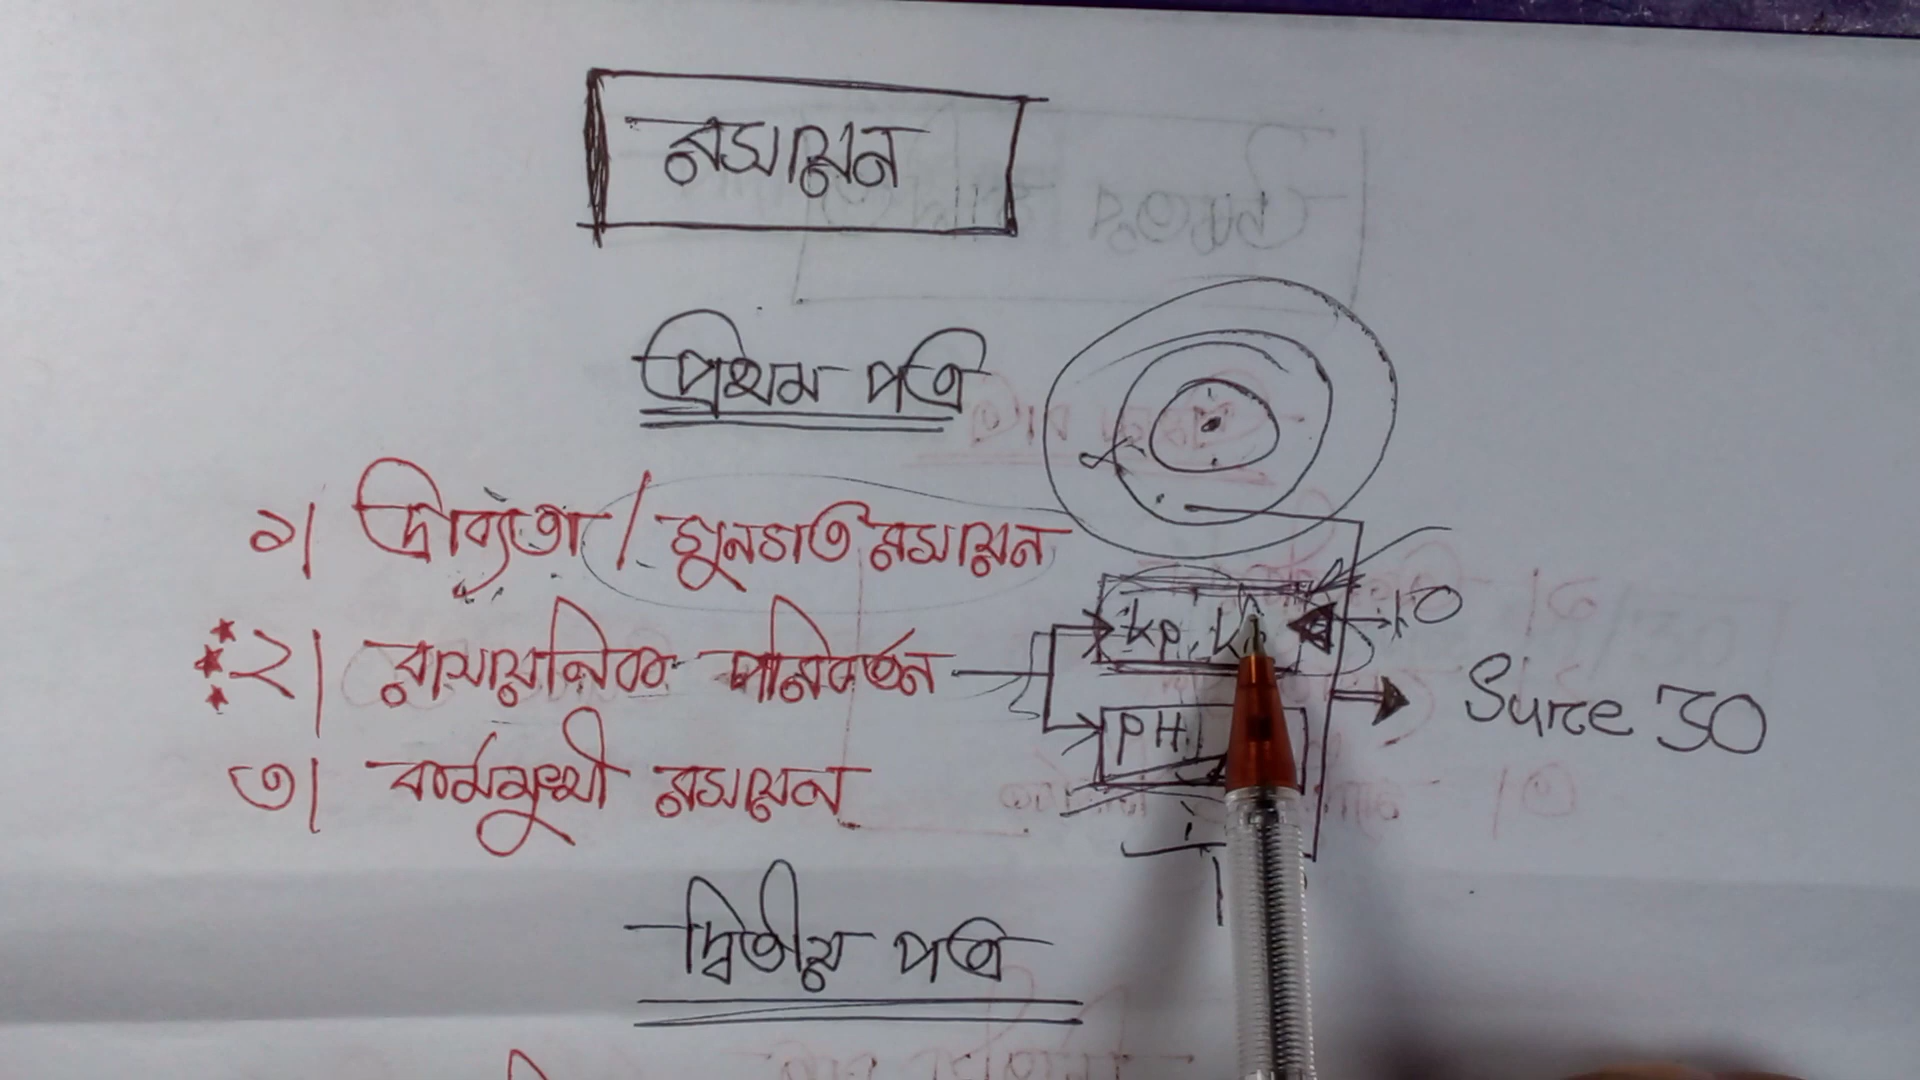 রসায়ন
প্রথম পত্র
১| দ্রাব্যতা / গুনগত রসায়ন
২| রাসায়নিক পরিবর্তন
kp,
10
PH
Sure 30
৩| কর্মমুখী রসায়ন
দ্বিতীয় পত্র